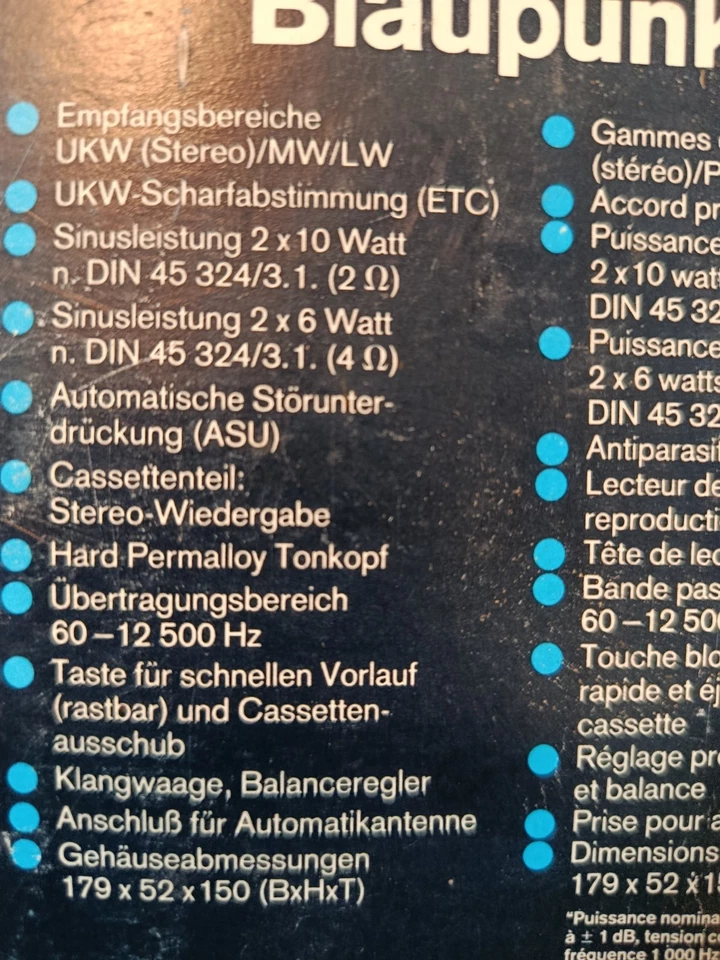 Blaupunk
Empfangsbereiche
UKW (Stereo)/MW/LW
UKW-Scharfabstimmung (ETC)
Sinusleistung 2 x 10 Watt
n. DIN 45 324/3.1. (2 Ω)
Sinusleistung 2 x 6 Watt
n. DIN 45 324/3.1. (4 Ω)
Automatische Störunter-
drückung (ASU)
Cassettenteil:
Stereo-Wiedergabe
Hard Permalloy Tonkopf
Übertragungsbereich
60 – 12 500 Hz
Taste für schnellen Vorlauf
(rastbar) und Cassetten-
ausschub
Klangwaage, Balanceregler
Anschluß für Automatikantenne
Gehäuseabmessungen
179 x 52 x 150 (BxHxT)
Gammes
(stéréo)/P
Accord pr
Puissance
2 x 10 wat
DIN 45 32
Puissance
2 x 6 watts
DIN 45 32
Antiparasit
Lecteur de
reproducti
Tête de lec
Bande pas
60 – 12 500
Touche blo
rapide et éj
cassette
Réglage pr
et balance
Prise pour a
Dimensions
179 x 52 x 1
"Puissance nomina
à ± 1 dB, tension c
fréquence 1 000 Hz